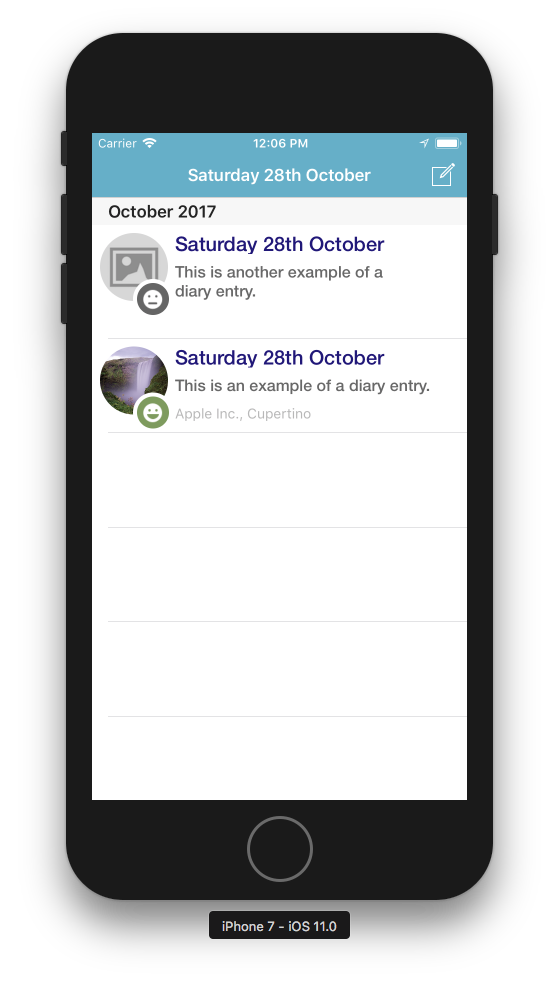 Carrier 12:06 PM
Saturday 28th October
October 2017
Saturday 28th October
This is another example of a
diary entry.
Saturday 28th October
This is an example of a diary entry.
Apple Inc., Cupertino
iPhone 7 - iOS 11.0